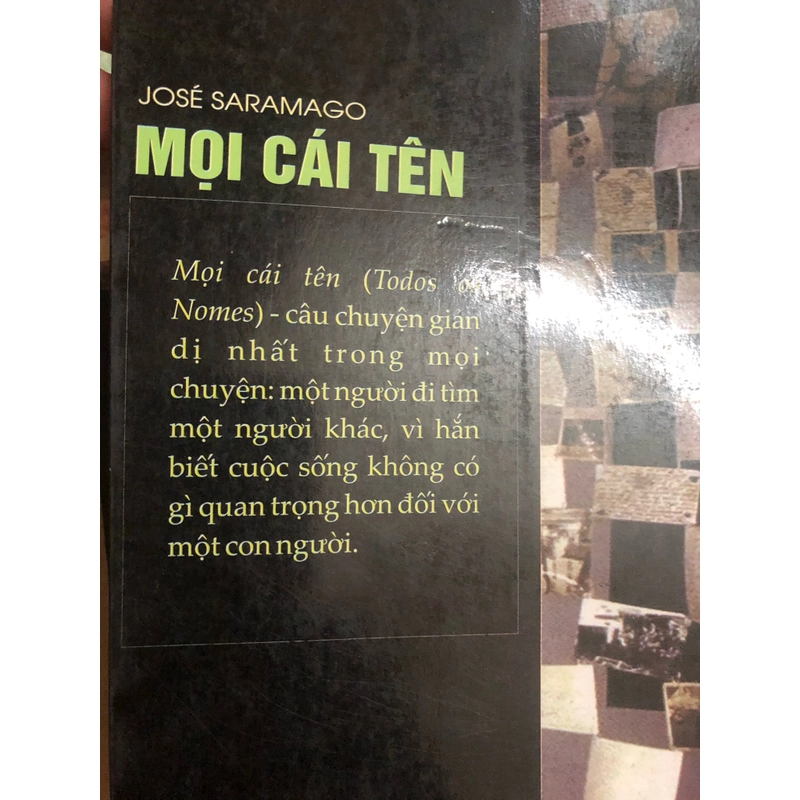 JOSÉ SARAMAGO
MỌI CÁI TÊN
Mọi cái tên (Todos os
Nomes) - câu chuyện giản
dị nhất trong mọi
chuyện: một người đi tìm
một người khác, vì hắn
biết cuộc sống không có
gì quan trọng hơn đối với
một con người.